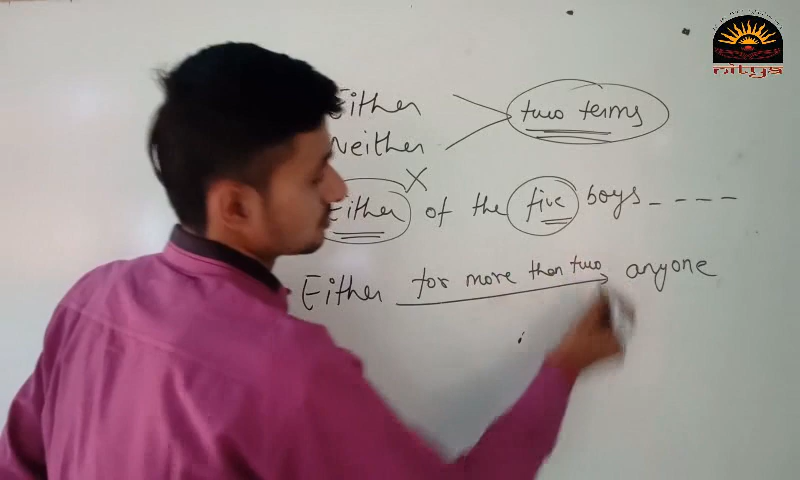 nitya
Either
Neither
two terms
X
Either of the five boys ----
Either for more than two anyone